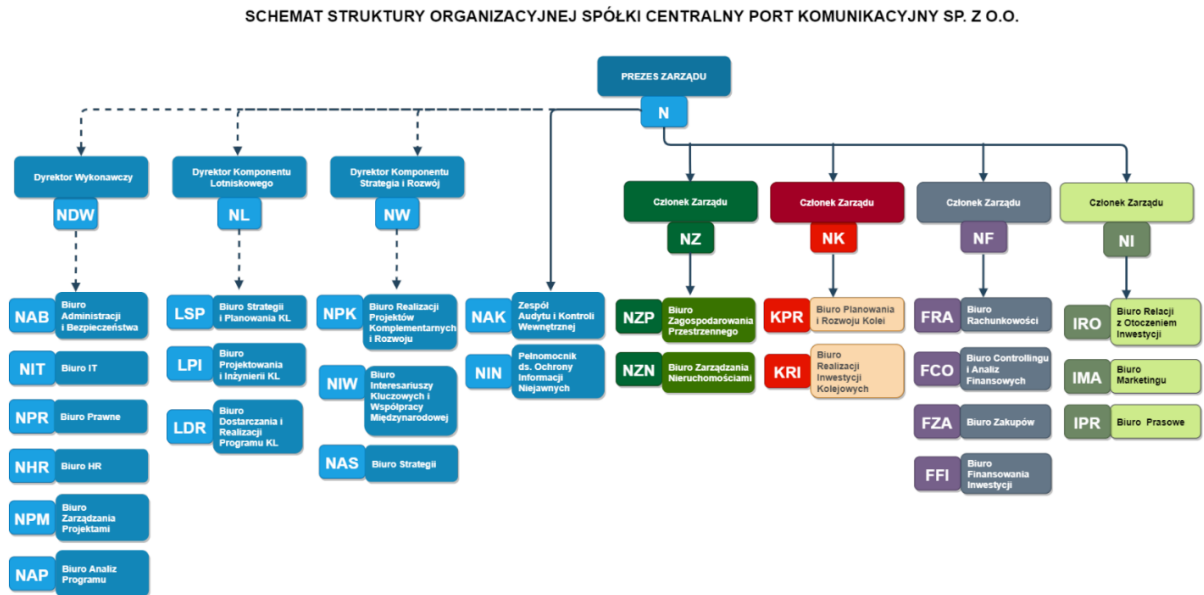 SCHEMAT STRUKTURY ORGANIZACYJNEJ SPÓŁKI CENTRALNY PORT KOMUNIKACYJNY SP. Z O.O.
PREZES ZARZĄDU
N
Dyrektor Wykonawczy
NDW
Dyrektor Komponentu
Lotniskowego
NL
Dyrektor Komponentu
Strategia i Rozwój
NW
Członek Zarządu
NZ
Członek Zarządu
NK
Członek Zarządu
NF
Członek Zarządu
NI
NAB
Biuro
Administracji
i Bezpieczeństwa
NIT
Biuro IT
NPR
Biuro Prawne
NHR
Biuro HR
NPM
Biuro
Zarządzania
Projektami
NAP
Biuro Analiz
Programu
LSP
Biuro Strategii
i Planowania KL
LPI
Biuro
Projektowania
i Inżynierii KL
LDR
Biuro
Dostarczania i
Realizacji
Programu KL
NPK
Biuro Realizacji
Projektów
Komplementarnych
i Rozwoju
NIW
Biuro
Interesariuszy
Kluczowych i
Współpracy
Międzynarodowej
NAS
Biuro Strategii
NAK
Zespół
Audytu i Kontroli
Wewnętrznej
NIN
Pełnomocnik
ds. Ochrony
Informacji
Niejawnych
NZP
Biuro
Zagospodarowania
Przestrzennego
NZN
Biuro Zarządzania
Nieruchomościami
KPR
Biuro Planowania
i Rozwoju Kolei
KRI
Biuro
Realizacji
Inwestycji
Kolejowych
FRA
Biuro
Rachunkowości
FCO
Biuro Controllingu
i Analiz
Finansowych
FZA
Biuro Zakupów
FFI
Biuro
Finansowania
Inwestycji
IRO
Biuro Relacji
z Otoczeniem
Inwestycji
IMA
Biuro
Marketingu
IPR
Biuro Prasowe